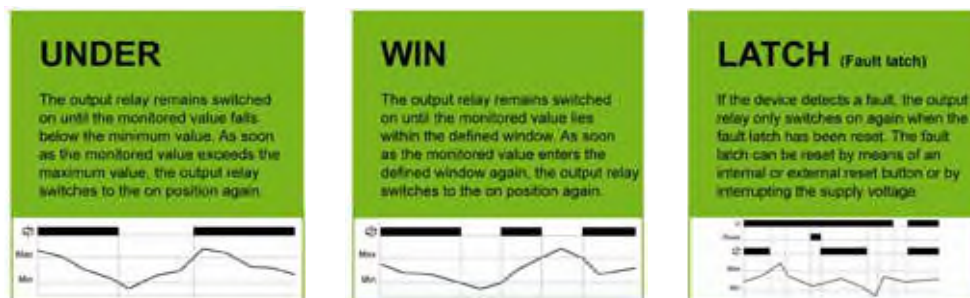 UNDER
The output relay remains switched
on until the monitored value falls
below the minimum value. As soon
as the monitored value exceeds the
maximum value, the output relay
switches to the on position again.
Max
Min
WIN
The output relay remains switched
on until the monitored value lies
within the defined window. As soon
as the monitored value enters the
defined window again, the output relay
switches to the on position again.
Max
Min
LATCH (Fault latch)
If the device detects a fault, the output
relay only switches on again when the
fault latch has been reset. The fault
latch can be reset by means of an
internal or external reset button or by
interrupting the supply voltage.
Max
Min